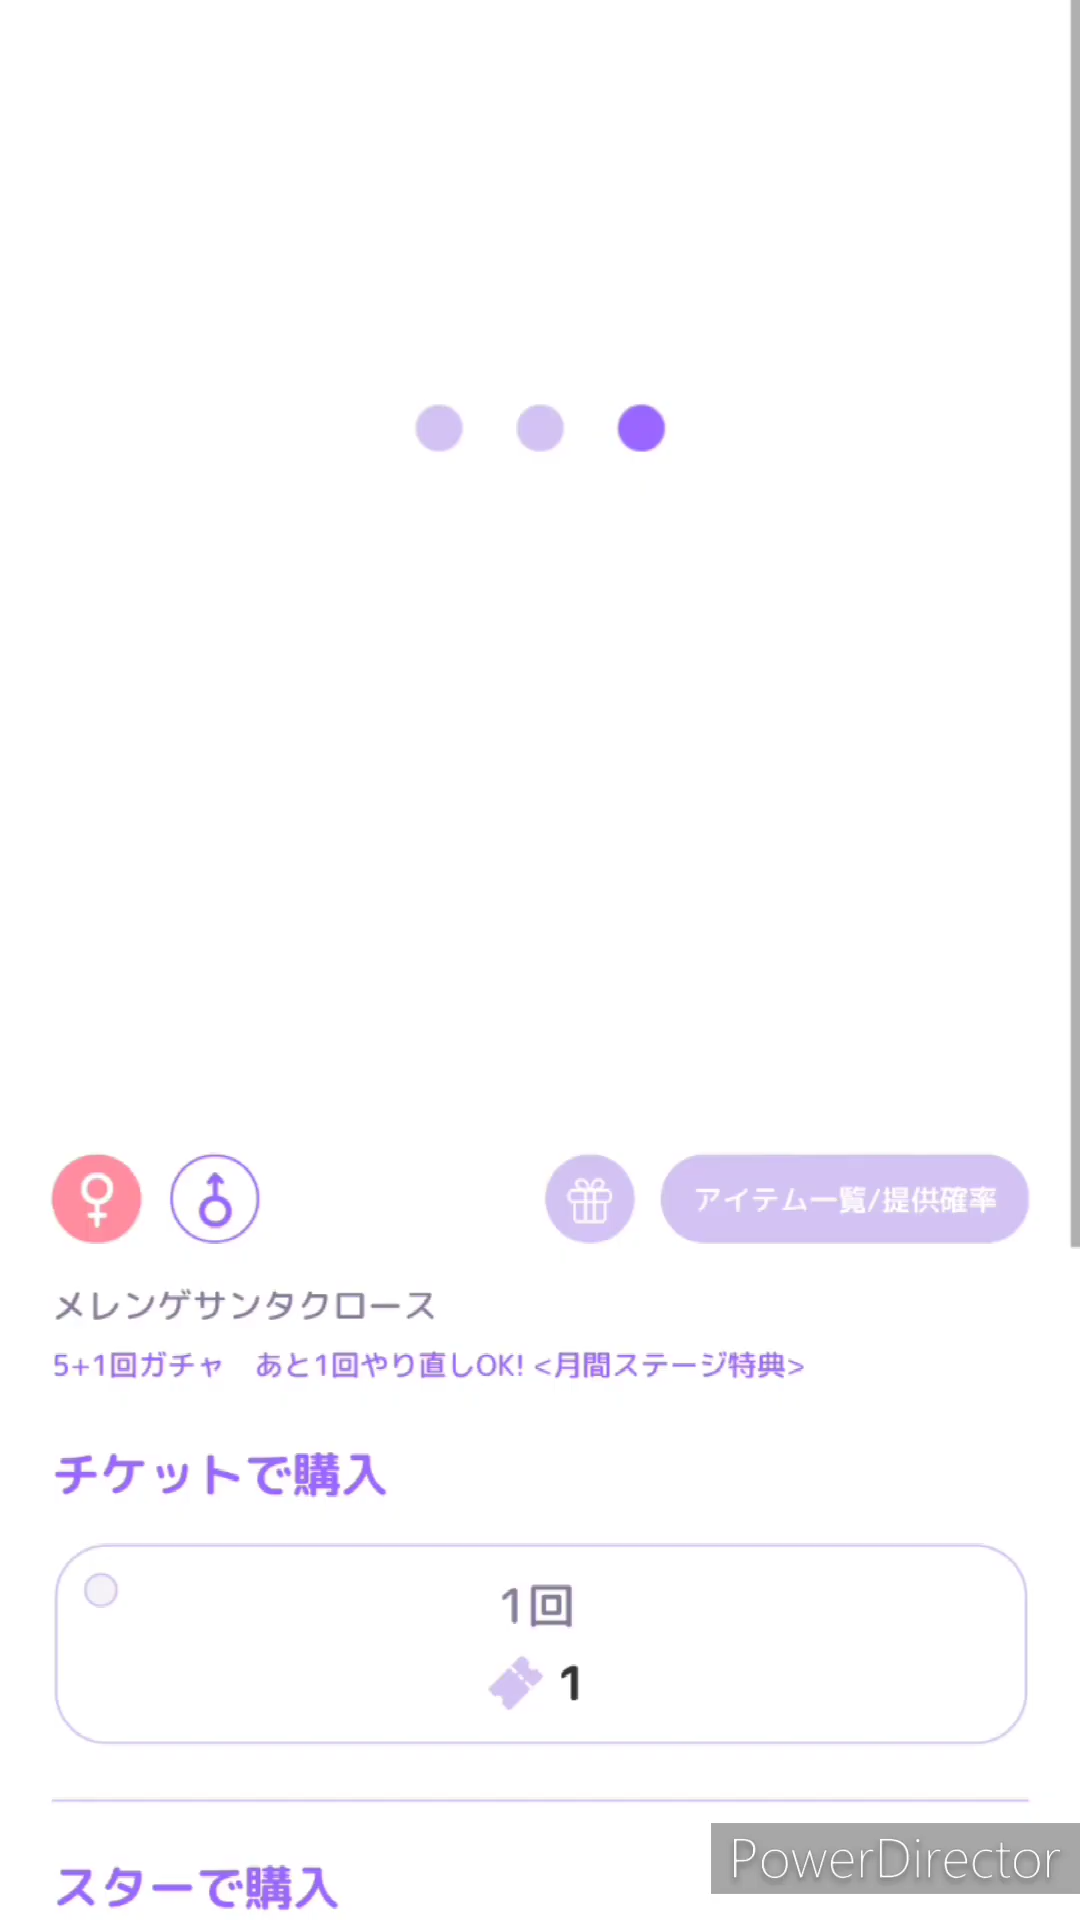 アイテム一覧/提供確率
メレンゲサンタクロース
5+1回ガチャ　あと1回やり直しOK! <月間ステージ特典>
チケットで購入
1回
1
スターで購入
PowerDirector